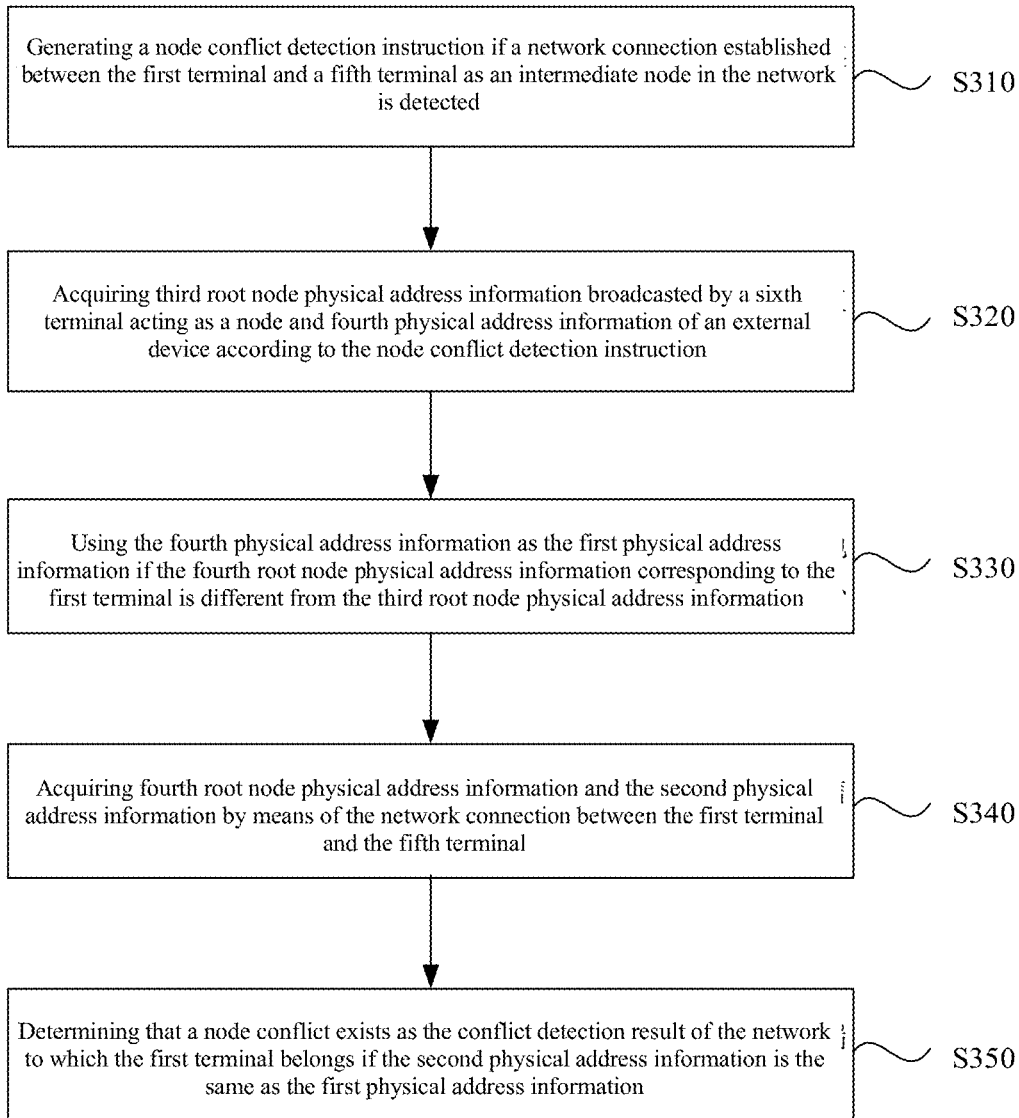 Generating a node conflict detection instruction if a network connection established
between the first terminal and a fifth terminal as an intermediate node in the network
is detected
S310
Acquiring third root node physical address information broadcasted by a sixth
terminal acting as a node and fourth physical address information of an external
device according to the node conflict detection instruction
S320
Using the fourth physical address information as the first physical address
information if the fourth root node physical address information corresponding to the
first terminal is different from the third root node physical address information
S330
Acquiring fourth root node physical address information and the second physical
address information by means of the network connection between the first terminal
and the fifth terminal
S340
Determining that a node conflict exists as the conflict detection result of the network
to which the first terminal belongs if the second physical address information is the
same as the first physical address information
S350